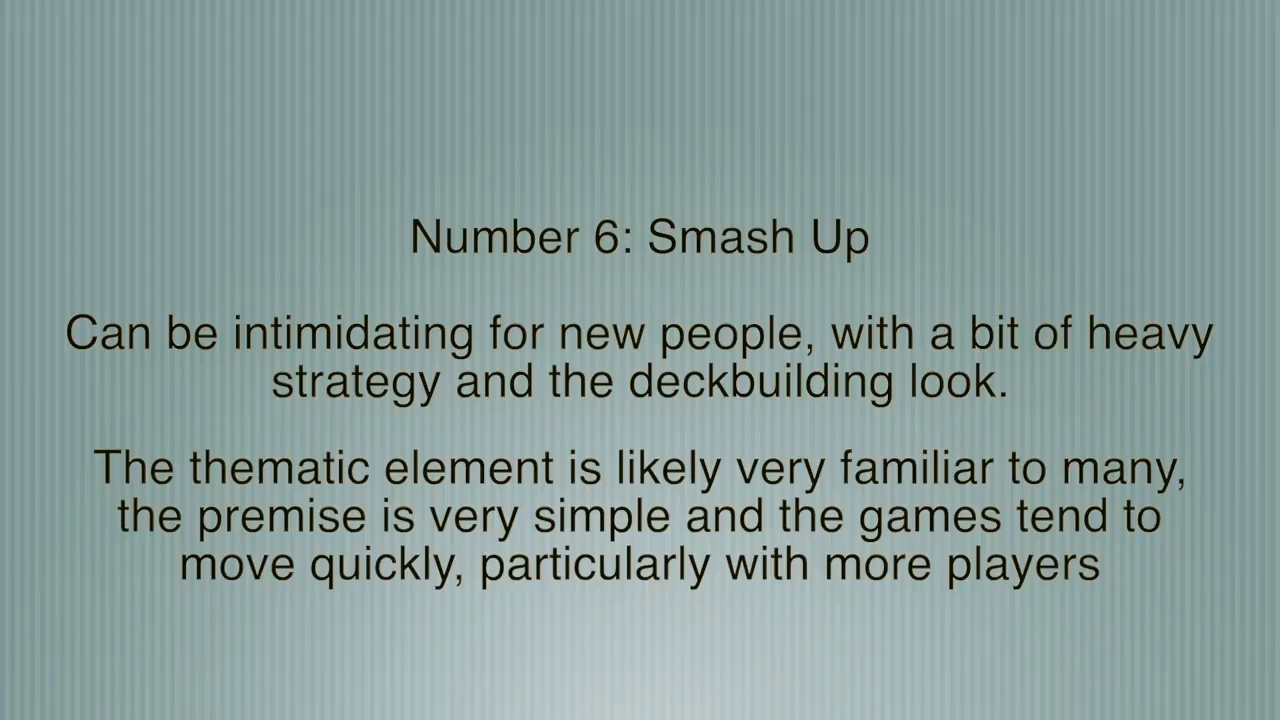 Number 6: Smash Up
Can be intimidating for new people, with a bit of heavy
strategy and the deckbuilding look.
The thematic element is likely very familiar to many,
the premise is very simple and the games tend to
move quickly, particularly with more players